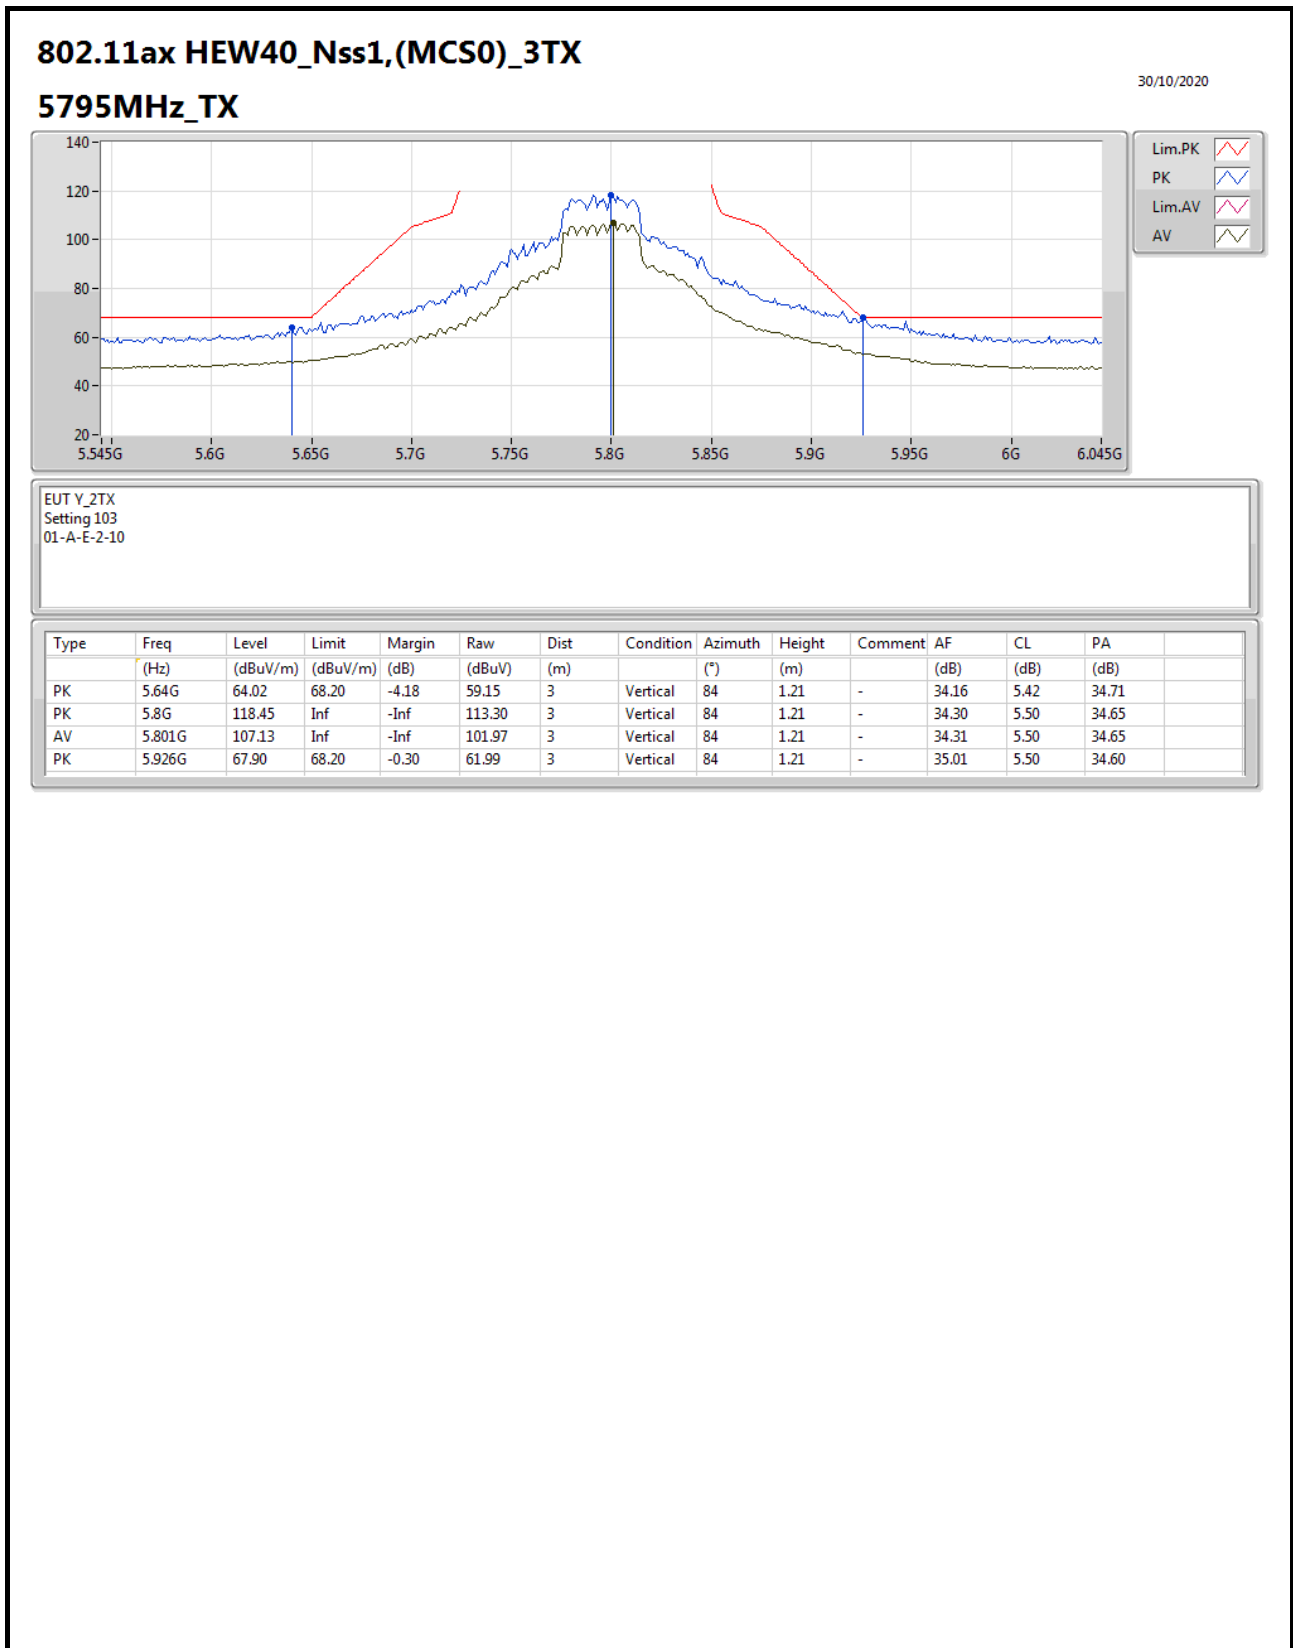 802.11ax HEW40_Nss1,(MCS0)_3TX
30/10/2020
5795MHz_TX
140
120
100
80
60
40
20
5.545G 5.6G 5.65G 5.7G 5.75G 5.8G 5.85G 5.9G 5.95G 6G 6.045G
Lim.PK
PK
Lim.AV
AV
EUT Y_2TX
Setting 103
01-A-E-2-10
Type Freq Level Limit Margin Raw Dist Condition Azimuth Height Comment AF CL PA
(Hz) (dBuV/m) (dBuV/m) (dB) (dBuV) (m) (°) (m) (dB) (dB) (dB)
PK 5.64G 64.02 68.20 -4.18 59.15 3 Vertical 84 1.21 - 34.16 5.42 34.71
PK 5.8G 118.45 Inf -Inf 113.30 3 Vertical 84 1.21 - 34.30 5.50 34.65
AV 5.801G 107.13 Inf -Inf 101.97 3 Vertical 84 1.21 - 34.31 5.50 34.65
PK 5.926G 67.90 68.20 -0.30 61.99 3 Vertical 84 1.21 - 35.01 5.50 34.60